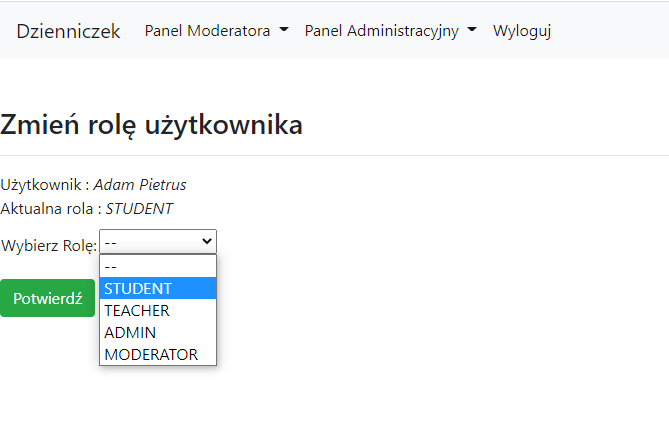 Dzienniczek Panel Moderatora Panel Administracyjny Wyloguj
Zmień rolę użytkownika
Użytkownik : Adam Pietrus
Aktualna rola : STUDENT
Wybierz Rolę: --
--
STUDENT
TEACHER
ADMIN
MODERATOR
Potwierdź